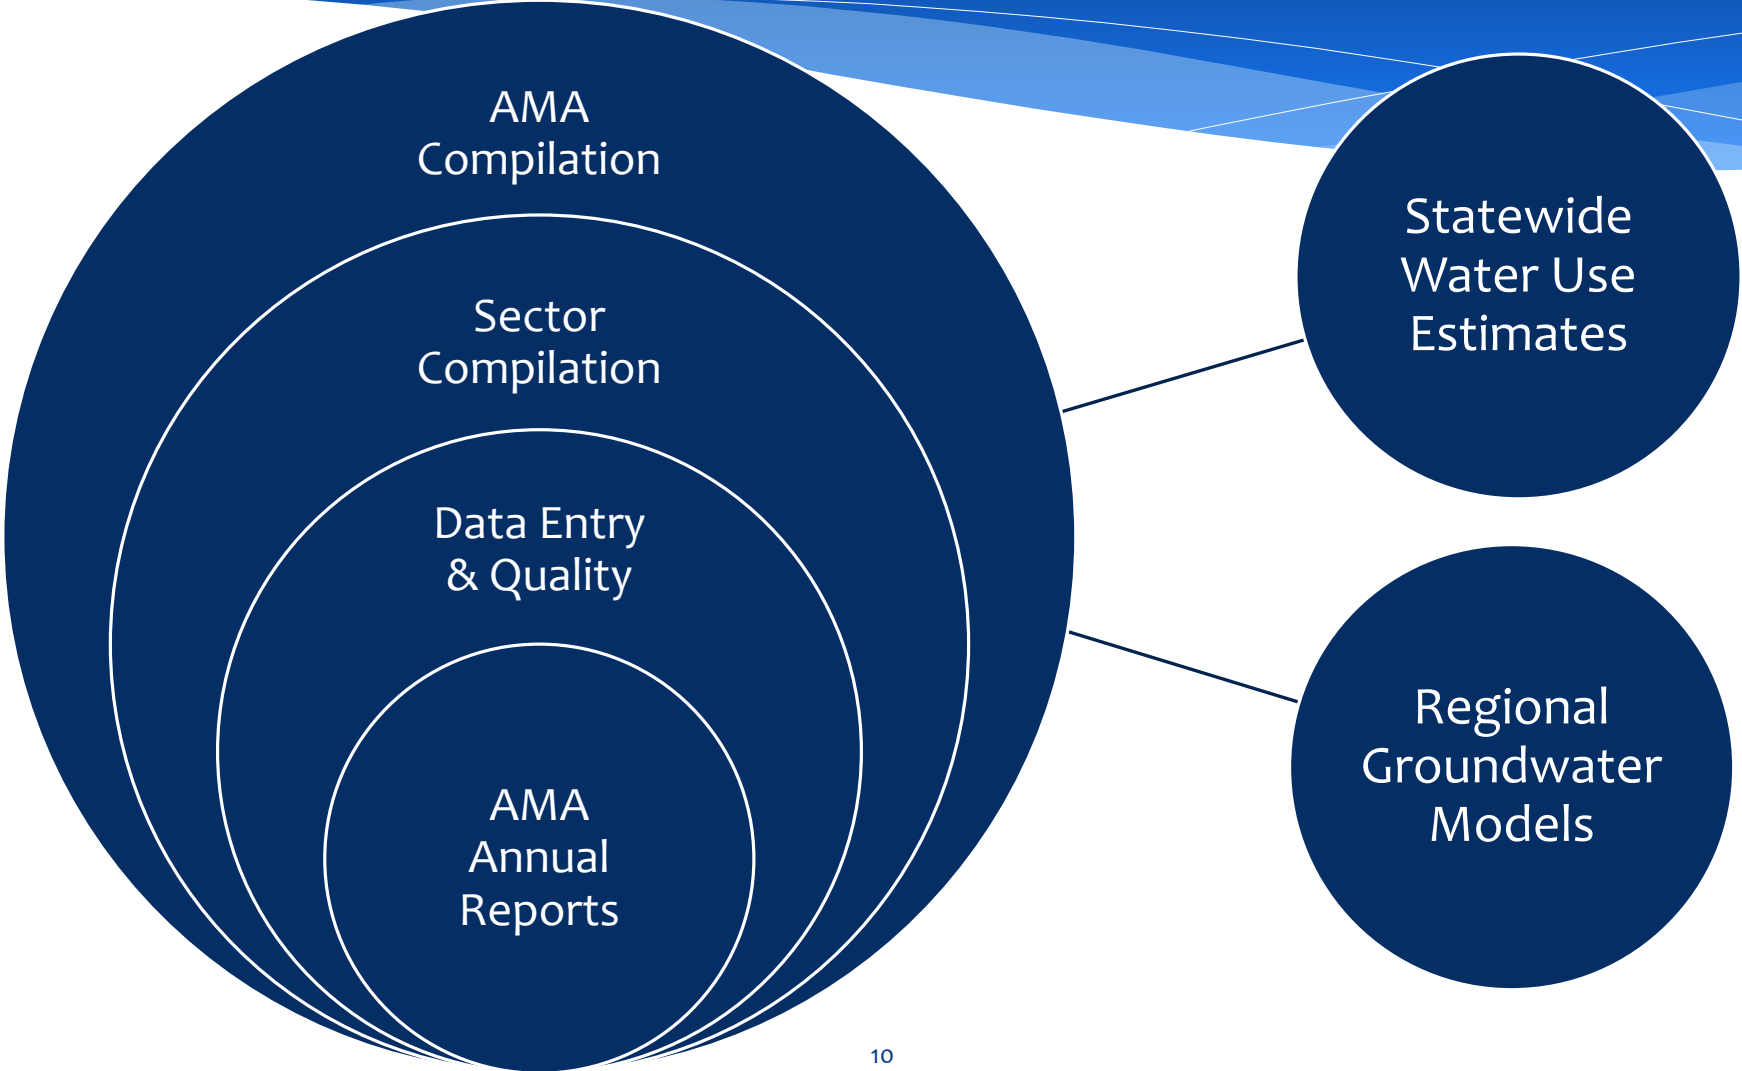 AMA
Compilation
Sector
Compilation
Data Entry
& Quality
AMA
Annual
Reports
Statewide
Water Use
Estimates
Regional
Groundwater
Models
10